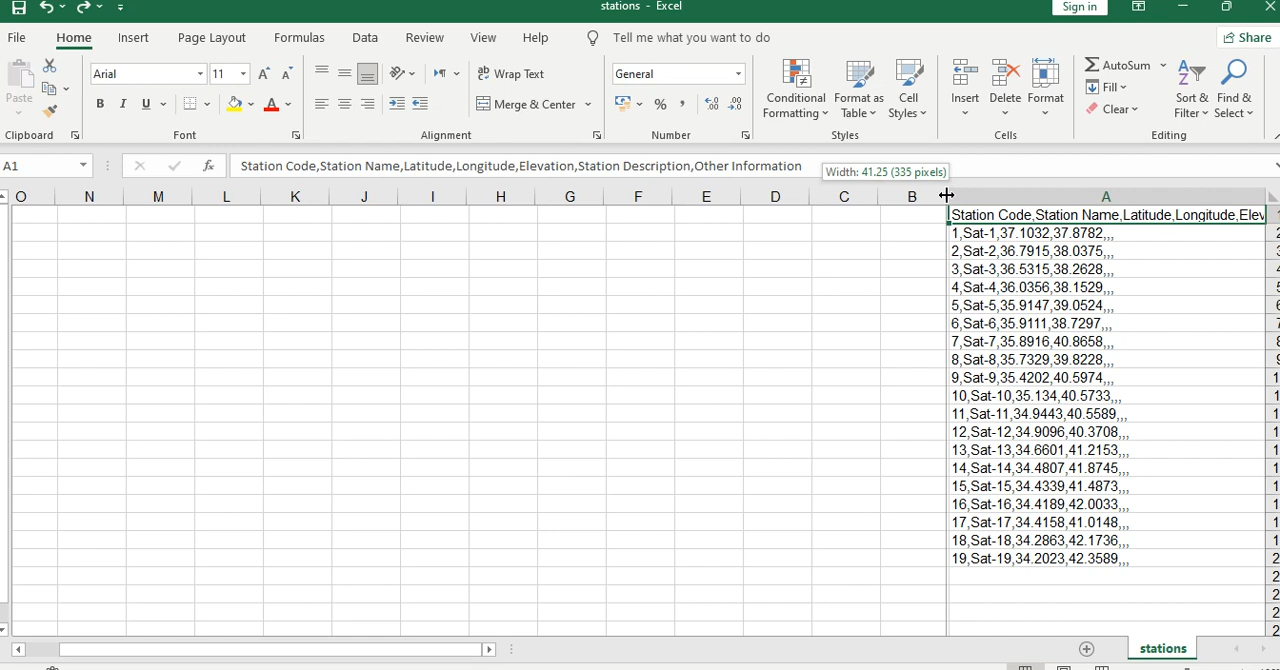 stations - Excel
Sign in
File Home Insert Draw Page Layout Formulas Data Review View Help Tell me what you want to do Share
Arial 11 Wrap Text General AutoSum
Paste Merge & Center Conditional Formatting Format as Table Cell Styles Insert Delete Format Fill Clear Sort & Filter Find & Select
Clipboard Font Alignment Number Styles Cells Editing
A1 fx Station Code,Station Name,Latitude,Longitude,Elevation,Station Description,Other Information
Width: 41.25 (335 pixels)
O N M L K J I H G F E D C B A
Station Code,Station Name,Latitude,Longitude,Elev
1,Sat-1,37.1032,37.8782,,,
2,Sat-2,36.7915,38.0375,,,
3,Sat-3,36.5315,38.2628,,,
4,Sat-4,36.0356,38.1529,,,
5,Sat-5,35.9147,39.0524,,,
6,Sat-6,35.9111,38.7297,,,
7,Sat-7,35.8916,40.8658,,,
8,Sat-8,35.7329,39.8228,,,
9,Sat-9,35.4202,40.5974,,,
10,Sat-10,35.134,40.5733,,,
11,Sat-11,34.9443,40.5589,,,
12,Sat-12,34.9096,40.3708,,,
13,Sat-13,34.6601,41.2153,,,
14,Sat-14,34.4807,41.8745,,,
15,Sat-15,34.4339,41.4873,,,
16,Sat-16,34.4189,42.0033,,,
17,Sat-17,34.4158,41.0148,,,
18,Sat-18,34.2863,42.1736,,,
19,Sat-19,34.2023,42.3589,,,
stations